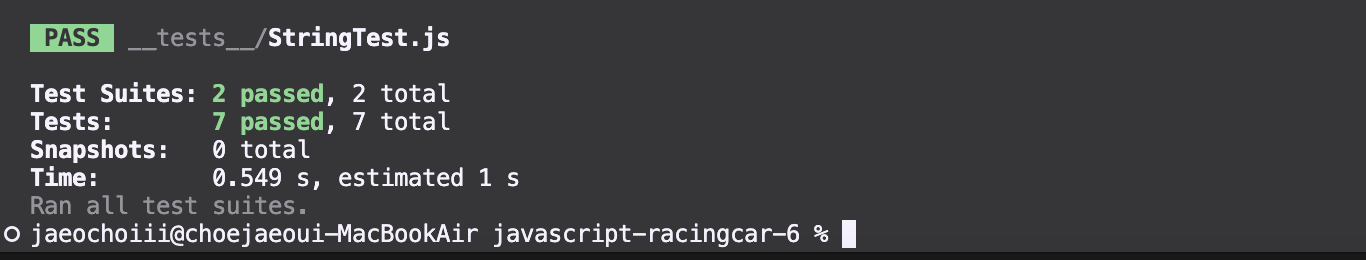 PASS __tests__/StringTest.js
Test Suites: 2 passed, 2 total
Tests: 7 passed, 7 total
Snapshots: 0 total
Time: 0.549 s, estimated 1 s
Ran all test suites.
jaeochoiii@choejaeoui-MacBookAir javascript-racingcar-6 %